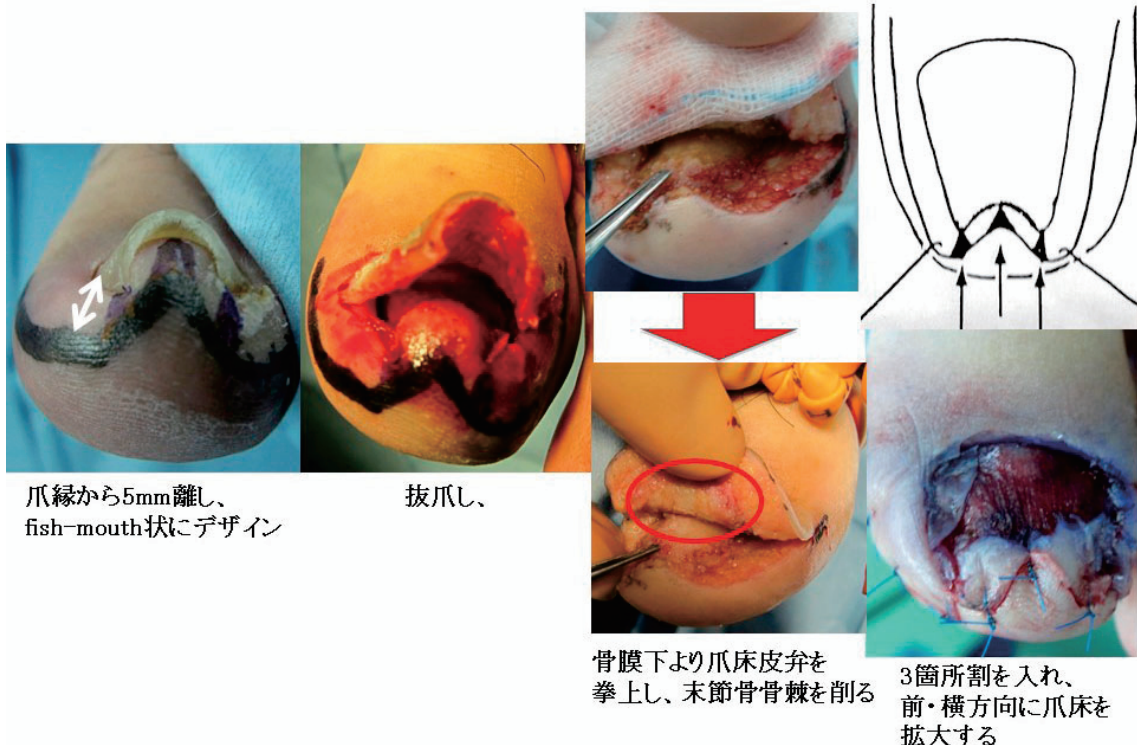 爪縁から5mm離し、
fish-mouth状にデザイン
抜爪し、
骨膜下より爪床皮弁を
拳上し、末節骨骨棘を削る
3箇所割を入れ、
前・横方向に爪床を
拡大する